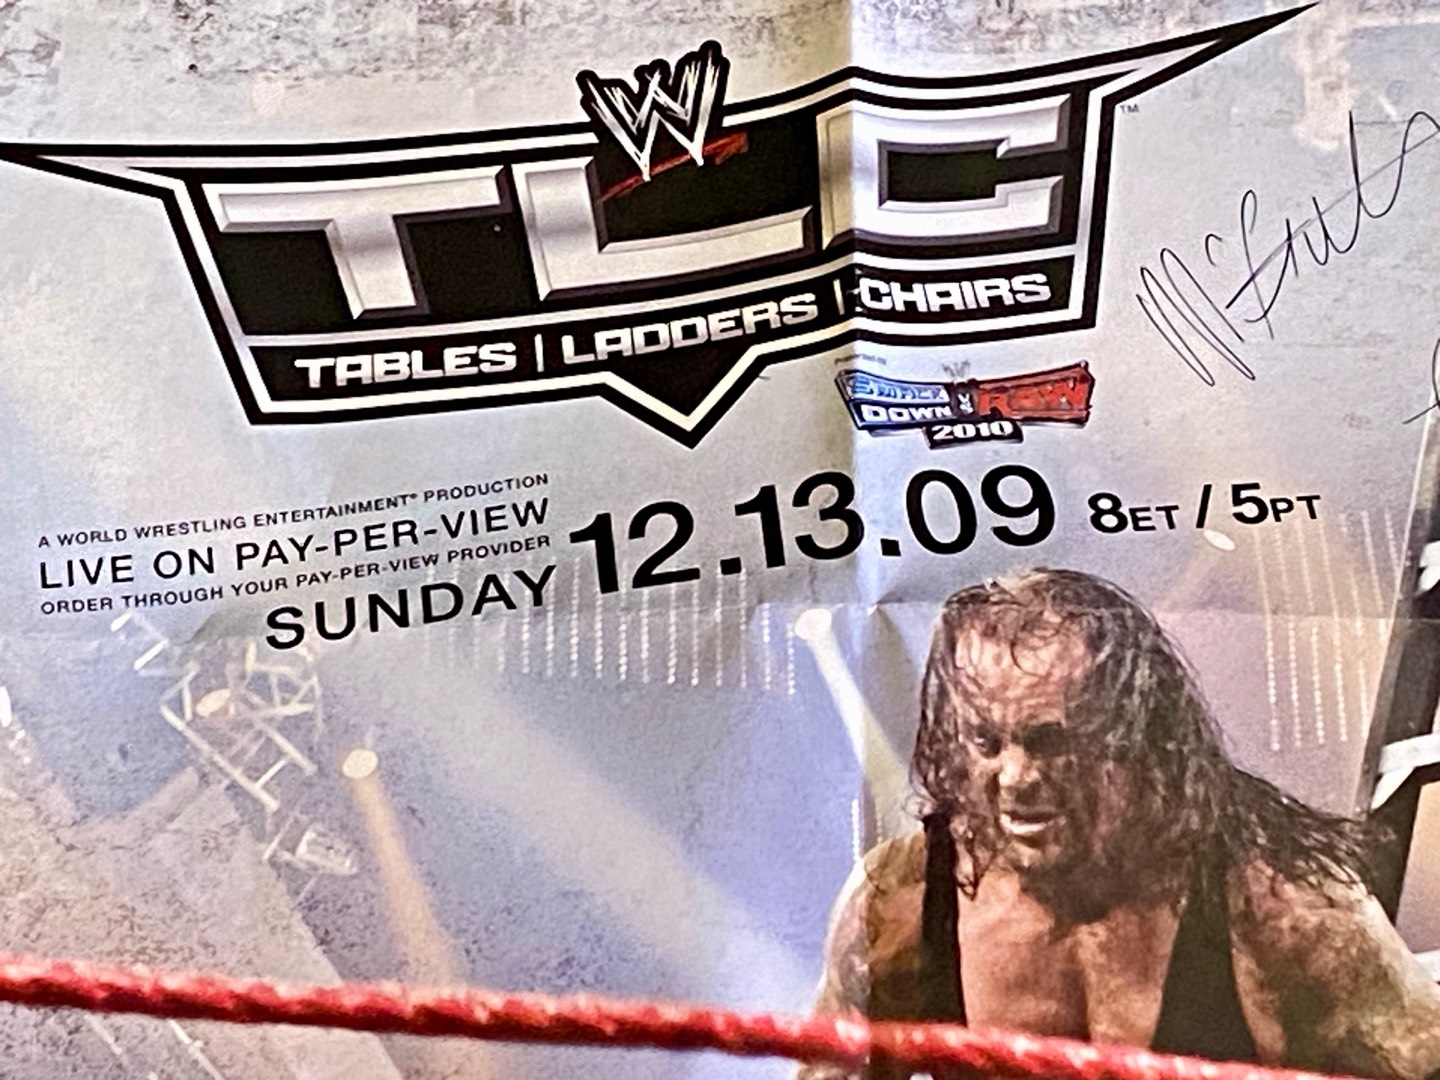 W
TLC
TM
TABLES | LADDERS | CHAIRS
SMACK DOWN VS RAW
2010
A WORLD WRESTLING ENTERTAINMENT® PRODUCTION
LIVE ON PAY-PER-VIEW
ORDER THROUGH YOUR PAY-PER-VIEW PROVIDER
SUNDAY 12.13.09 8ET / 5PT